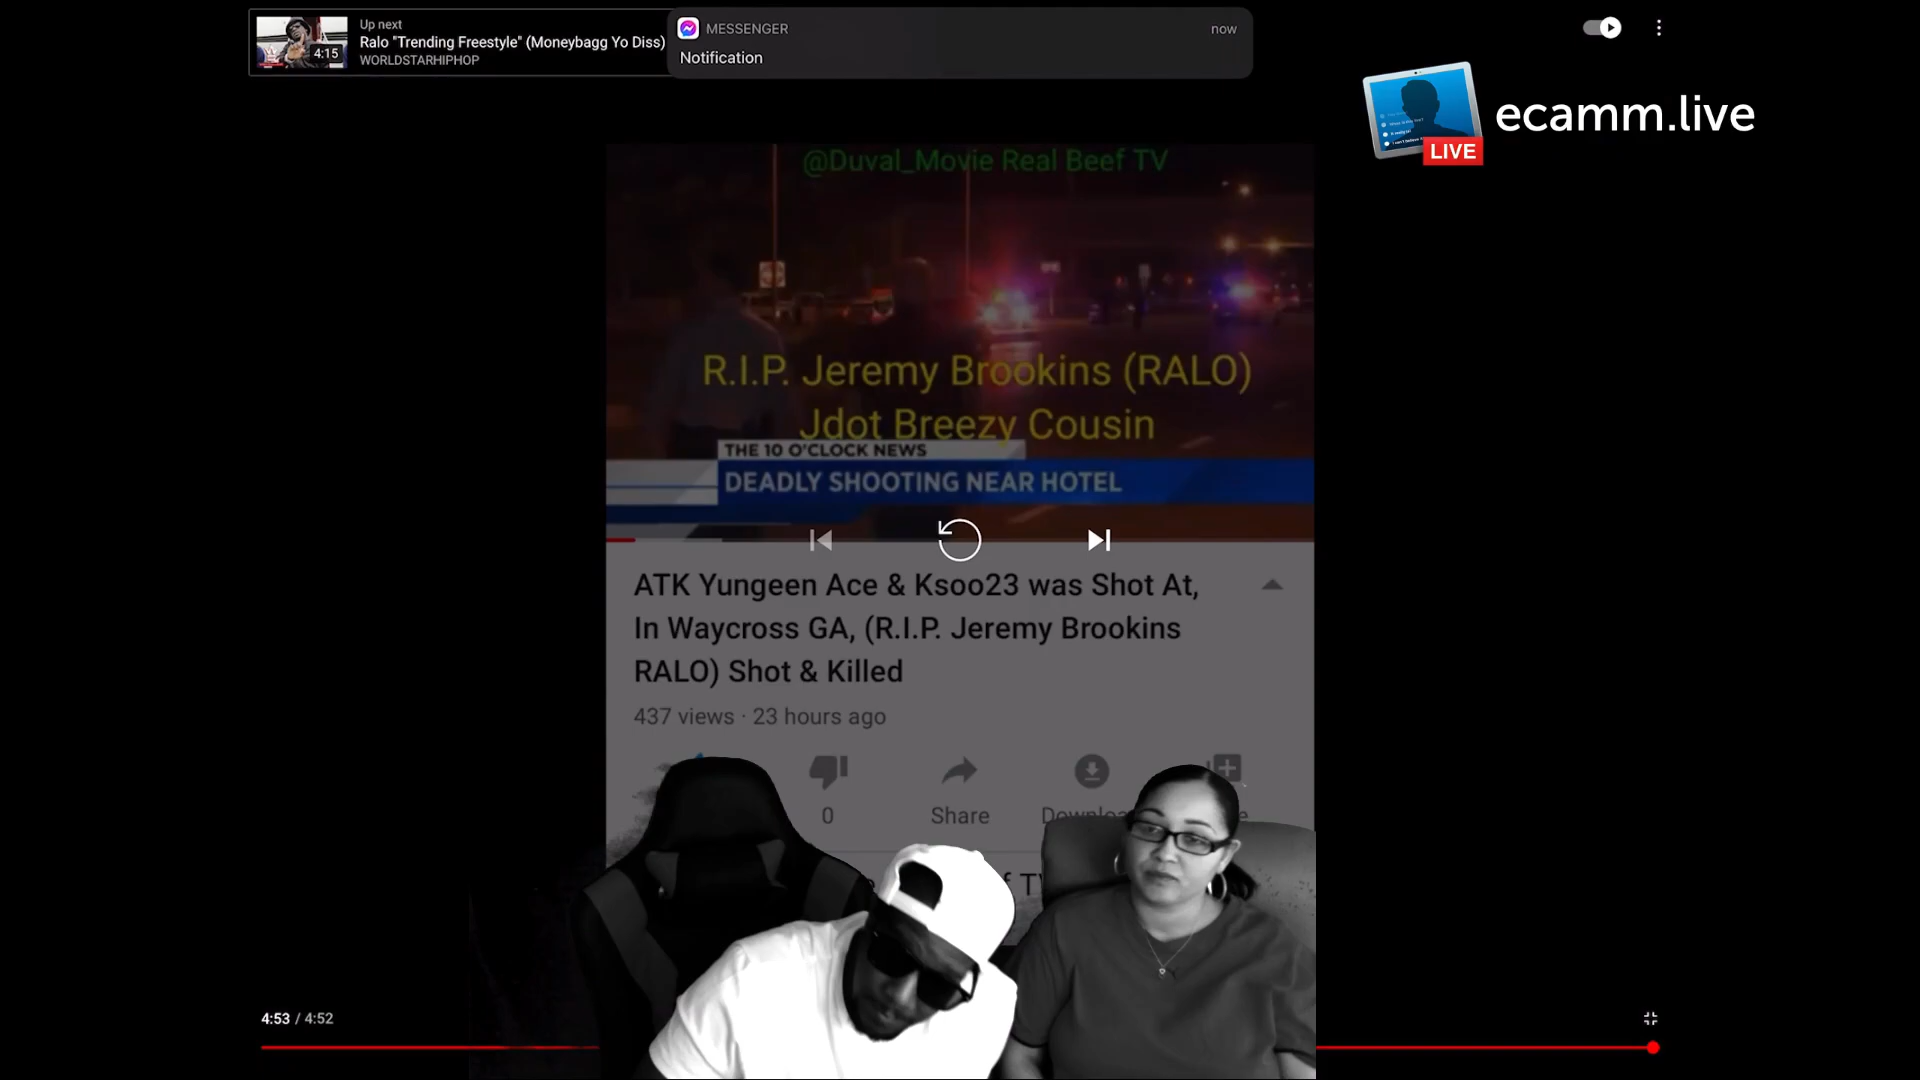 Up next
Ralo "Trending Freestyle" (Moneybagg Yo Diss)
WORLDSTARHIPHOP
4:15
MESSENGER
now
Notification
ecamm.live
LIVE
@Duval_Movie Real Beef TV
R.I.P. Jeremy Brookins (RALO)
Jdot Breezy Cousin
THE 10 O'CLOCK NEWS
DEADLY SHOOTING NEAR HOTEL
ATK Yungeen Ace & Ksoo23 was Shot At,
In Waycross GA, (R.I.P. Jeremy Brookins
RALO) Shot & Killed
437 views · 23 hours ago
0
Share
4:53 / 4:52